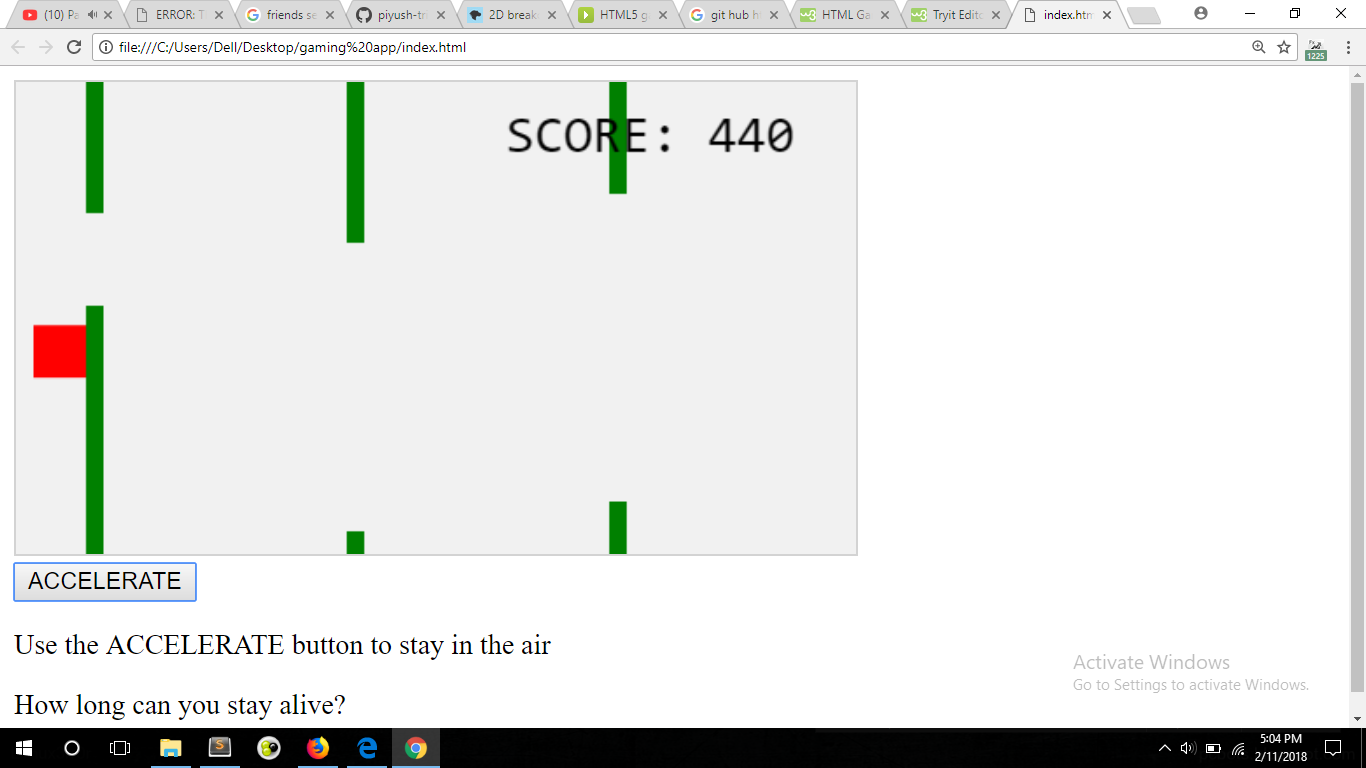 (10) Pa
ERROR: T
friends se
piyush-tr
2D break
HTML5 g
git hub h
HTML Ga
Tryit Edito
index.htm
file:///C:/Users/Dell/Desktop/gaming%20app/index.html
1225
SCORE: 440
ACCELERATE
Use the ACCELERATE button to stay in the air
How long can you stay alive?
Activate Windows
Go to Settings to activate Windows.
5:04 PM
2/11/2018